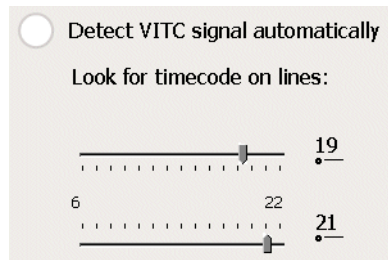 Detect VITC signal automatically
Look for timecode on lines:
19
6 22
21